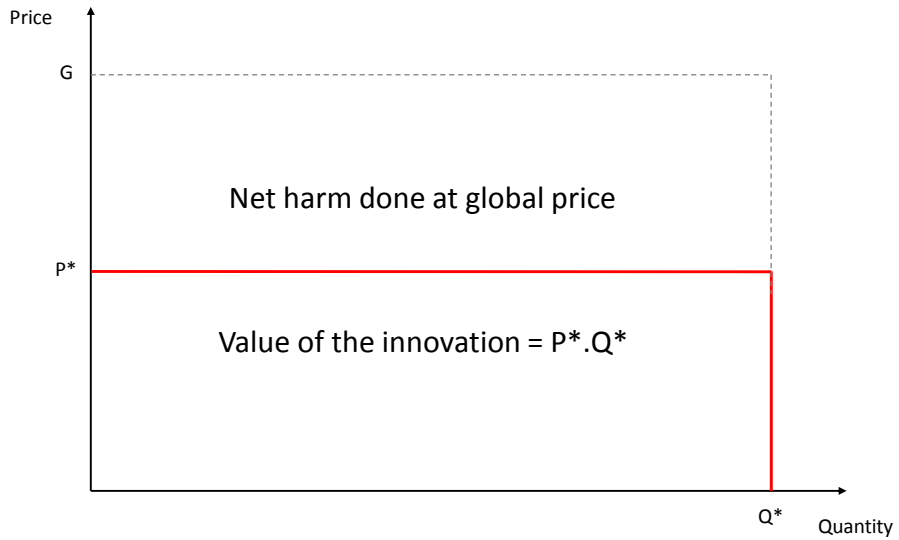 Price
G
Net harm done at global price
P*
Value of the innovation = P*.Q*
Q*
Quantity